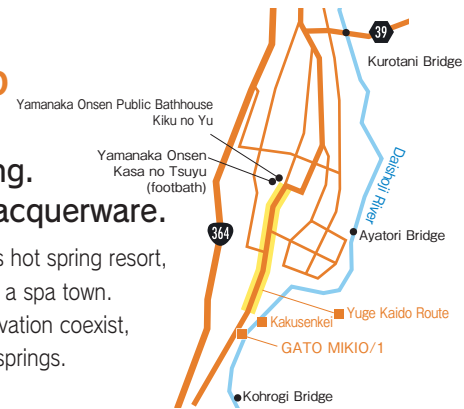 39
Kurotani Bridge
Yamanaka Onsen Public Bathhouse
Kiku no Yu
Yamanaka Onsen
Kasa no Tsuyu
(footbath)
ng.
acquerware.
364
Daishoji River
Ayatori Bridge
s hot spring resort,
a spa town.
vation coexist,
springs.
Yuge Kaido Route
Kakusenkei
GATO MIKIO/1
Kohrogi Bridge